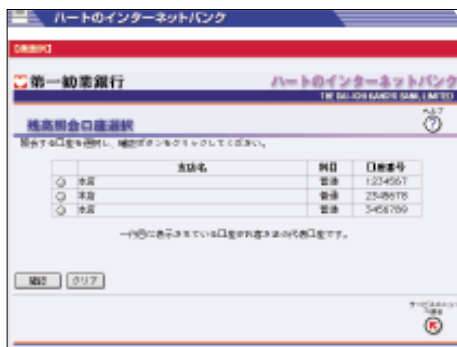 ハートのインターネットバンク
第一勧業銀行
ハートのインターネットバンク
THE DAI-ICHI KANGYO BANK, LIMITED
ヘルプ
残高照会口座選択
照会する口座を選択し、確認ボタンをクリックしてください。
支店名 科目 口座番号
本店 普通 1234567
本店 普通 2345678
本店 普通 3456789
一行目に表示されている口座がお客さまの代表口座です。
確認 クリア